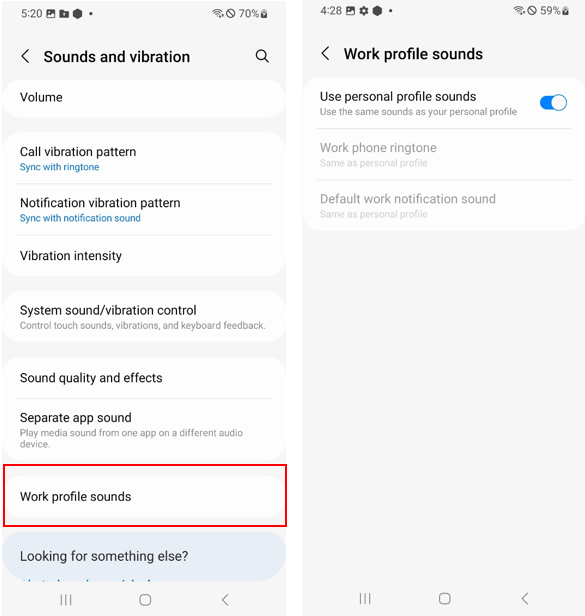 5:20
70%
Sounds and vibration
Volume
Call vibration pattern
Sync with ringtone
Notification vibration pattern
Sync with notification sound
Vibration intensity
System sound/vibration control
Control touch sounds, vibrations, and keyboard feedback.
Sound quality and effects
Separate app sound
Play media sound from one app on a different audio
device.
Work profile sounds
Looking for something else?
4:28
59%
Work profile sounds
Use personal profile sounds
Use the same sounds as your personal profile
Work phone ringtone
Same as personal profile
Default work notification sound
Same as personal profile